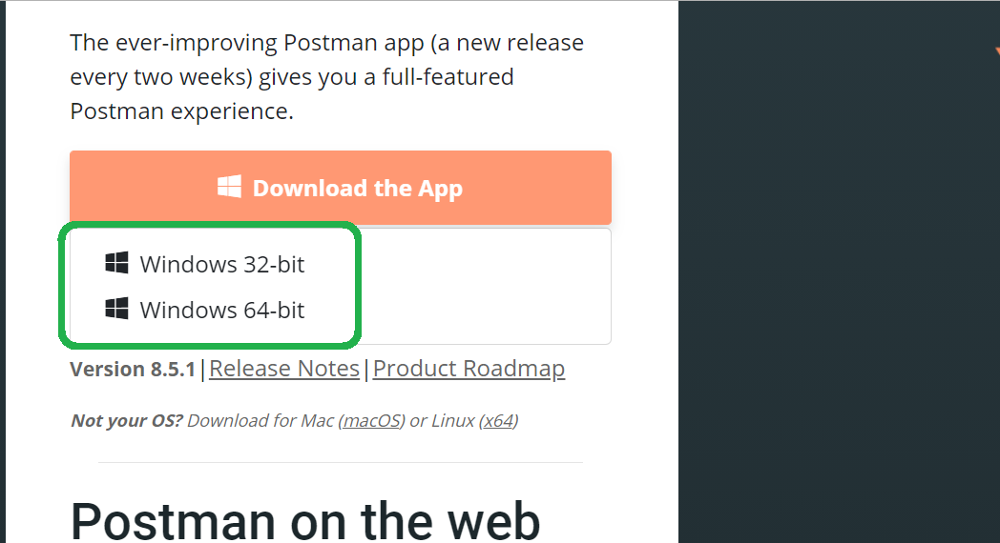 The ever-improving Postman app (a new release
every two weeks) gives you a full-featured
Postman experience.
Download the App
Windows 32-bit
Windows 64-bit
Version 8.5.1|Release Notes|Product Roadmap
Not your OS? Download for Mac (macOS) or Linux (x64)
Postman on the web